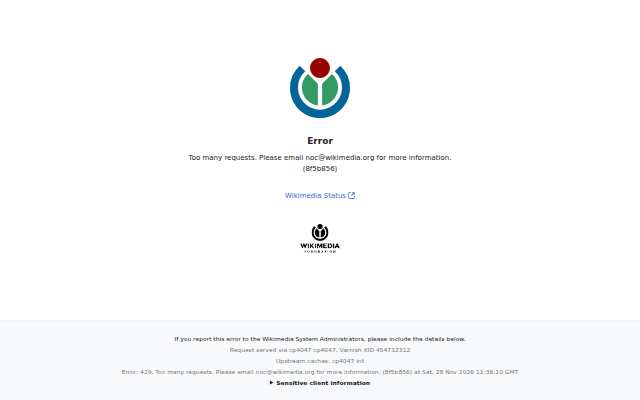 Error
Too many requests. Please email noc@wikimedia.org for more information.
(8f5b856)
Wikimedia Status
WIKIMEDIA
FOUNDATION
If you report this error to the Wikimedia System Administrators, please include the details below.
Request served via cp4047 cp4047, Varnish XID 454712312
Upstream caches: cp4047 int
Error: 429, Too many requests. Please email noc@wikimedia.org for more information. (8f5b856) at Sat, 28 Nov 2026 11:36:10 GMT
Sensitive client information